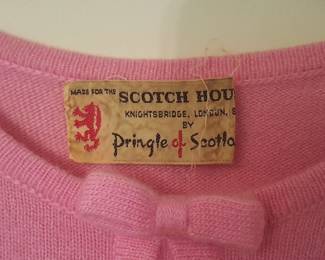 MADE FOR THE SCOTCH HOU
KNIGHTSBRIDGE, LONDON, S
BY
Pringle of Scotla